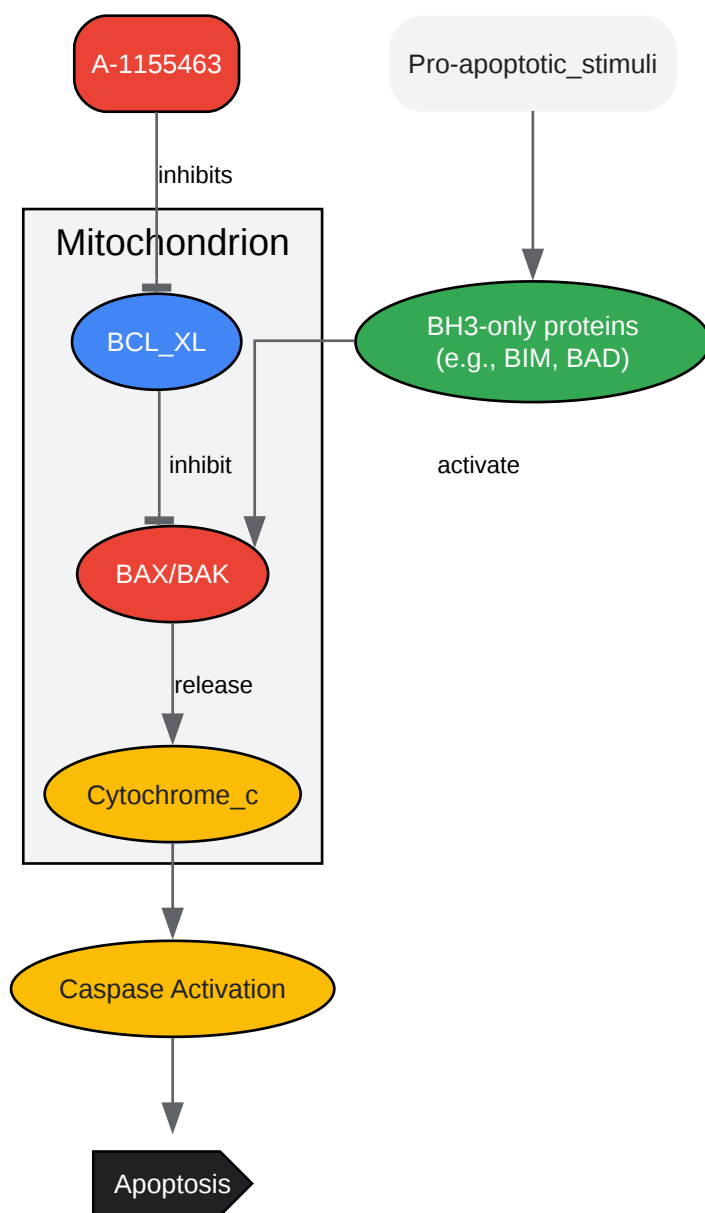 A-1155463
Pro-apoptotic_stimuli
inhibits
Mitochondrion
BCL_XL
BH3-only proteins
(e.g., BIM, BAD)
inhibit
activate
BAX/BAK
release
Cytochrome_c
Caspase Activation
Apoptosis